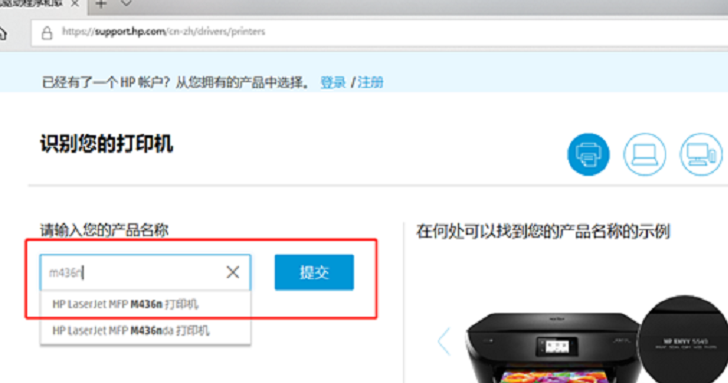 https://support.hp.com/cn-zh/drivers/printers
已经有了一个 HP 帐户？从您拥有的产品中选择。 登录 / 注册
识别您的打印机
请输入您的产品名称
在何处可以找到您的产品名称的示例
m436n
提交
HP LaserJet MFP M436n 打印机
HP LaserJet MFP M436nda 打印机
HP ENVY 5540